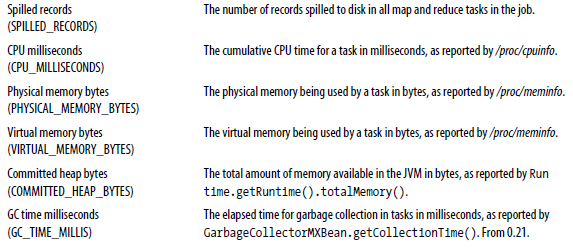 Spilled records The number of records spilled to disk in all map and reduce tasks in the job.
(SPILLED_RECORDS)
CPU milliseconds The cumulative CPU time for a task in milliseconds, as reported by /proc/cpuinfo.
(CPU_MILLISECONDS)
Physical memory bytes The physical memory being used by a task in bytes, as reported by /proc/meminfo.
(PHYSICAL_MEMORY_BYTES)
Virtual memory bytes The virtual memory being used by a task in bytes, as reported by /proc/meminfo.
(VIRTUAL_MEMORY_BYTES)
Committed heap bytes The total amount of memory available in the JVM in bytes, as reported by Run
(COMMITTED_HEAP_BYTES) time.getRuntime().totalMemory().
GC time milliseconds The elapsed time for garbage collection in tasks in milliseconds, as reported by
(GC_TIME_MILLIS) GarbageCollectorMXBean.getCollectionTime(). From 0.21.